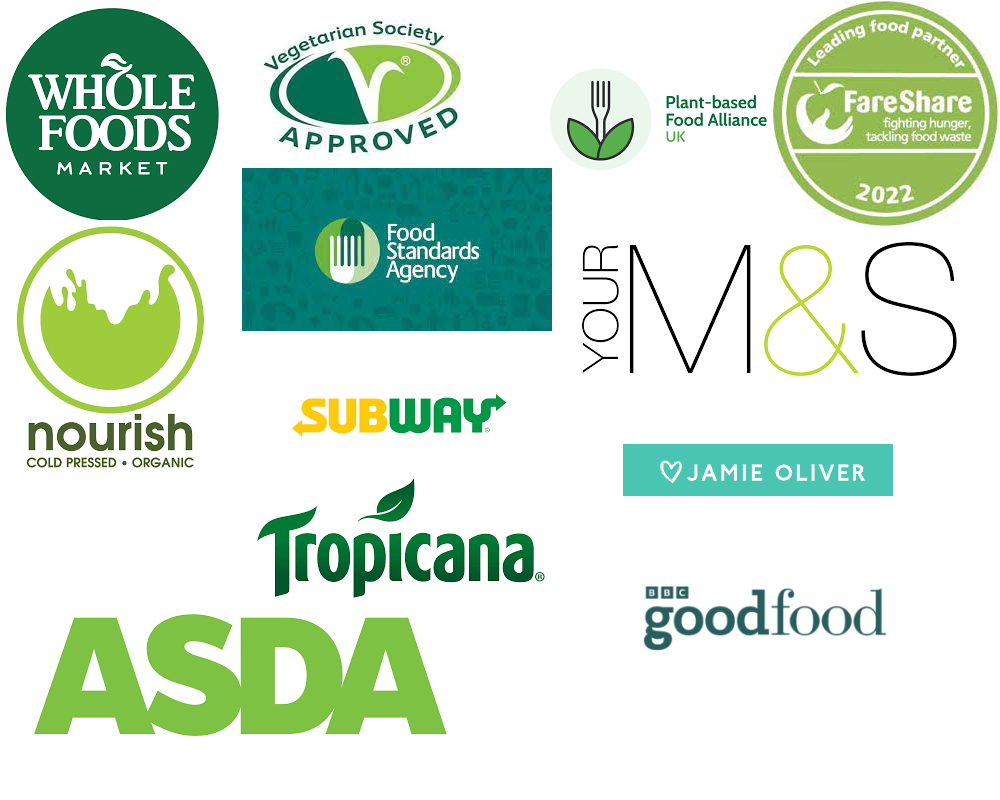 WHOLE
FOODS
MARKET
Vegetarian Society
®
APPROVED
Plant-based
Food Alliance
UK
Leading food partner
FareShare
fighting hunger,
tackling food waste
2022
Food
Standards
Agency
YOUR
M&S
nourish
COLD PRESSED • ORGANIC
SUBWAY®
JAMIE OLIVER
Tropicana®
BBC
goodfood
ASDA